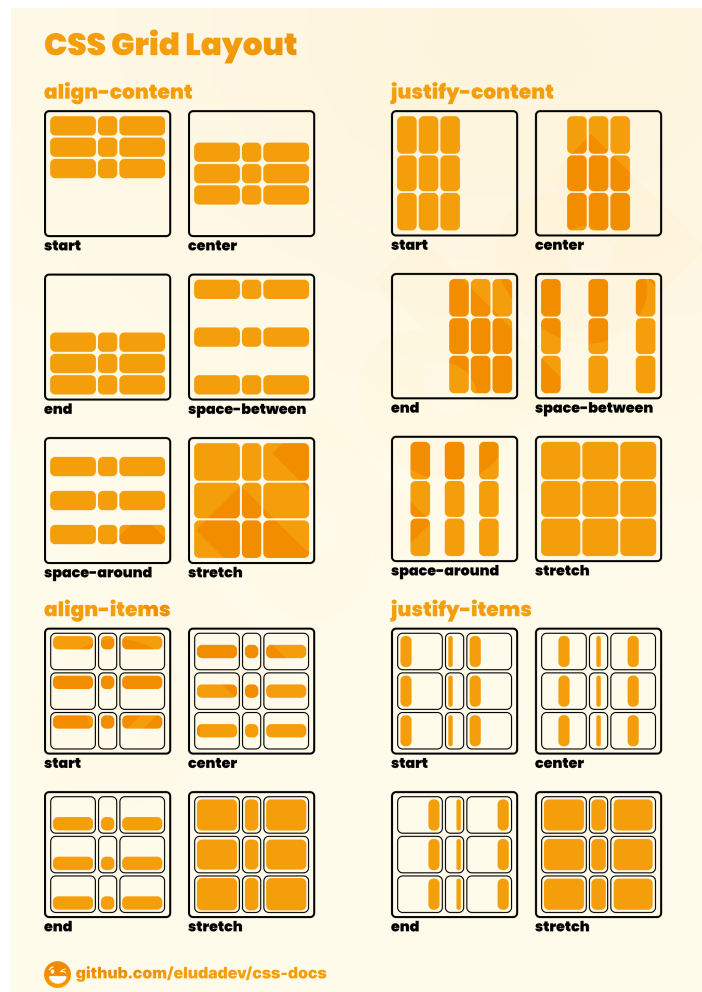 CSS Grid Layout
align-content
start
center
end
space-between
space-around
stretch
justify-content
start
center
end
space-between
space-around
stretch
align-items
start
center
end
stretch
justify-items
start
center
end
stretch
github.com/eludadev/css-docs